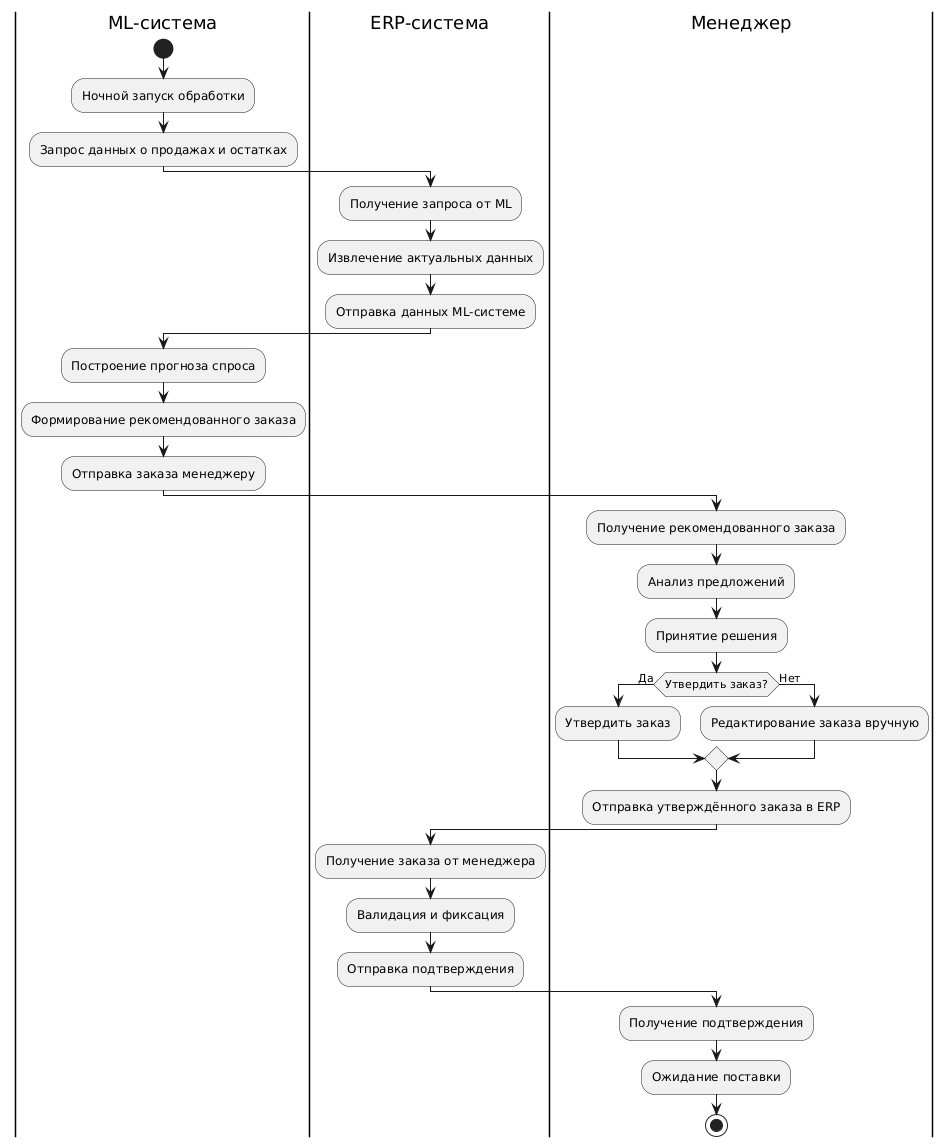 ML-система
ERP-система
Менеджер
Ночной запуск обработки
Запрос данных о продажах и остатках
Получение запроса от ML
Извлечение актуальных данных
Отправка данных ML-системе
Построение прогноза спроса
Формирование рекомендованного заказа
Отправка заказа менеджеру
Получение рекомендованного заказа
Анализ предложений
Принятие решения
Да
Утвердить заказ?
Нет
Утвердить заказ
Редактирование заказа вручную
Отправка утверждённого заказа в ERP
Получение заказа от менеджера
Валидация и фиксация
Отправка подтверждения
Получение подтверждения
Ожидание поставки